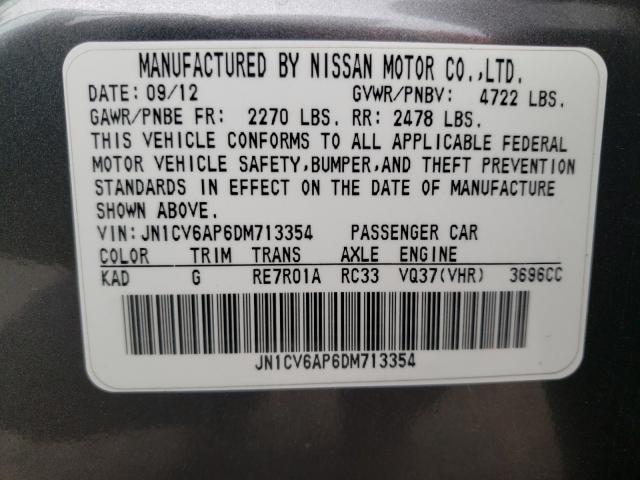 MANUFACTURED BY NISSAN MOTOR CO.,LTD.
DATE: 09/12 GVWR/PNBV: 4722 LBS.
GAWR/PNBE FR: 2270 LBS. RR: 2478 LBS.
THIS VEHICLE CONFORMS TO ALL APPLICABLE FEDERAL
MOTOR VEHICLE SAFETY,BUMPER,AND THEFT PREVENTION
STANDARDS IN EFFECT ON THE DATE OF MANUFACTURE
SHOWN ABOVE.
VIN:JN1CV6AP6DM713354 PASSENGER CAR
COLOR TRIM TRANS AXLE ENGINE
KAD G RE7R01A RC33 VQ37(VHR) 3696CC
JN1CV6AP6DM713354